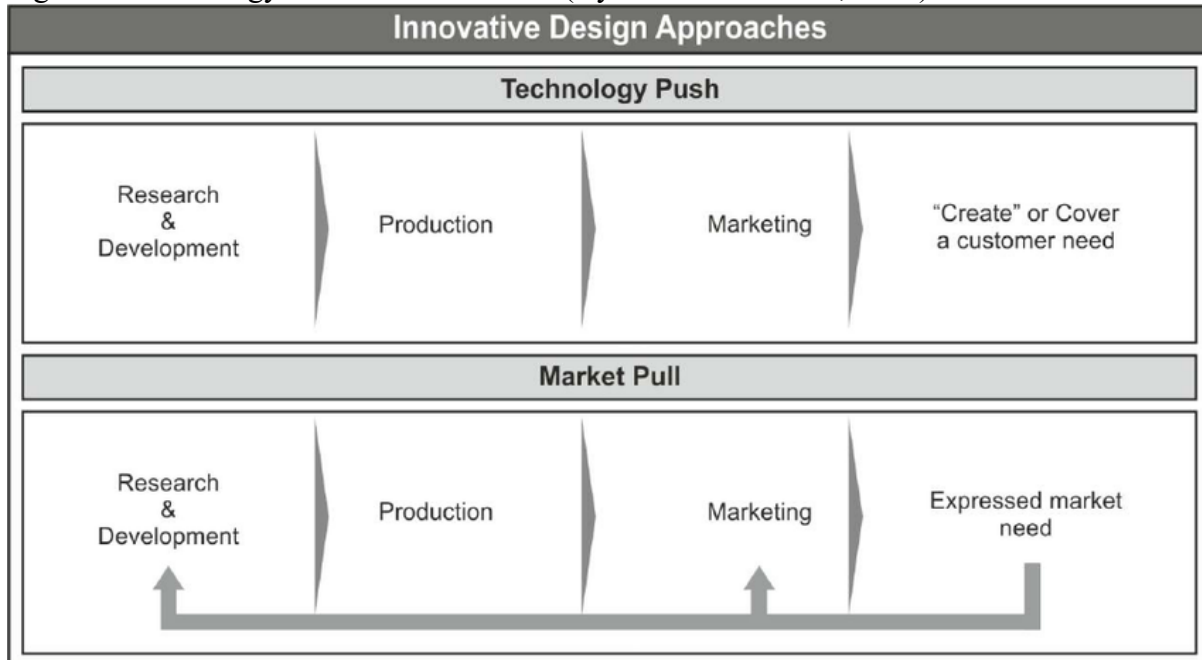 Innovative Design Approaches
Technology Push
Research
&
Development
Production
Marketing
“Create” or Cover
a customer need
Market Pull
Research
&
Development
Production
Marketing
Expressed market
need